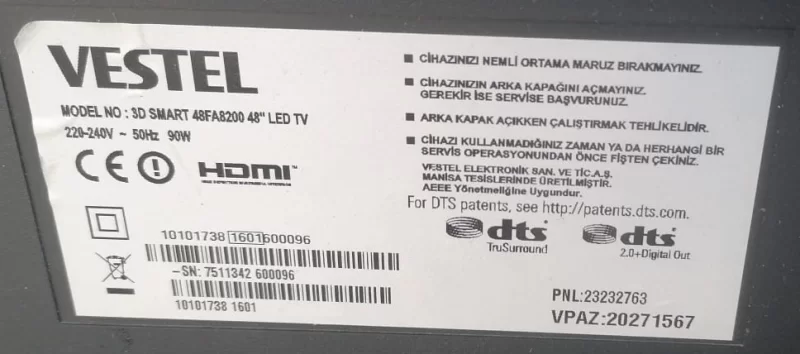 VESTEL
MODEL NO : 3D SMART 48FA8200 48" LED TV
220-240V ~ 50Hz 90W
CE HDMI™
10101738 1601600096
-SN: 7511342 600096
10101738 1601
■ CİHAZINIZI NEMLİ ORTAMA MARUZ BIRAKMAYINIZ.
■ CİHAZINIZIN ARKA KAPAĞINI AÇMAYINIZ.
GEREKİR İSE SERVİSE BAŞVURUNUZ.
■ ARKA KAPAK AÇIKKEN ÇALIŞTIRMAK TEHLİKELİDİR.
■ CİHAZI KULLANMADIĞINIZ ZAMAN YA DA HERHANGİ BİR
SERVİS OPERASYONUNDAN ÖNCE FİŞTEN ÇEKİNİZ.
VESTEL ELEKTRONİK SAN. VE TİC.A.Ş.
MANİSA TESİSLERİNDE ÜRETİLMİŞTİR.
AEEE Yönetmeliğine Uygundur.
For DTS patents, see http://patents.dts.com.
dts dts
TruSurround 2.0+Digital Out
PNL:23232763
VPAZ:20271567